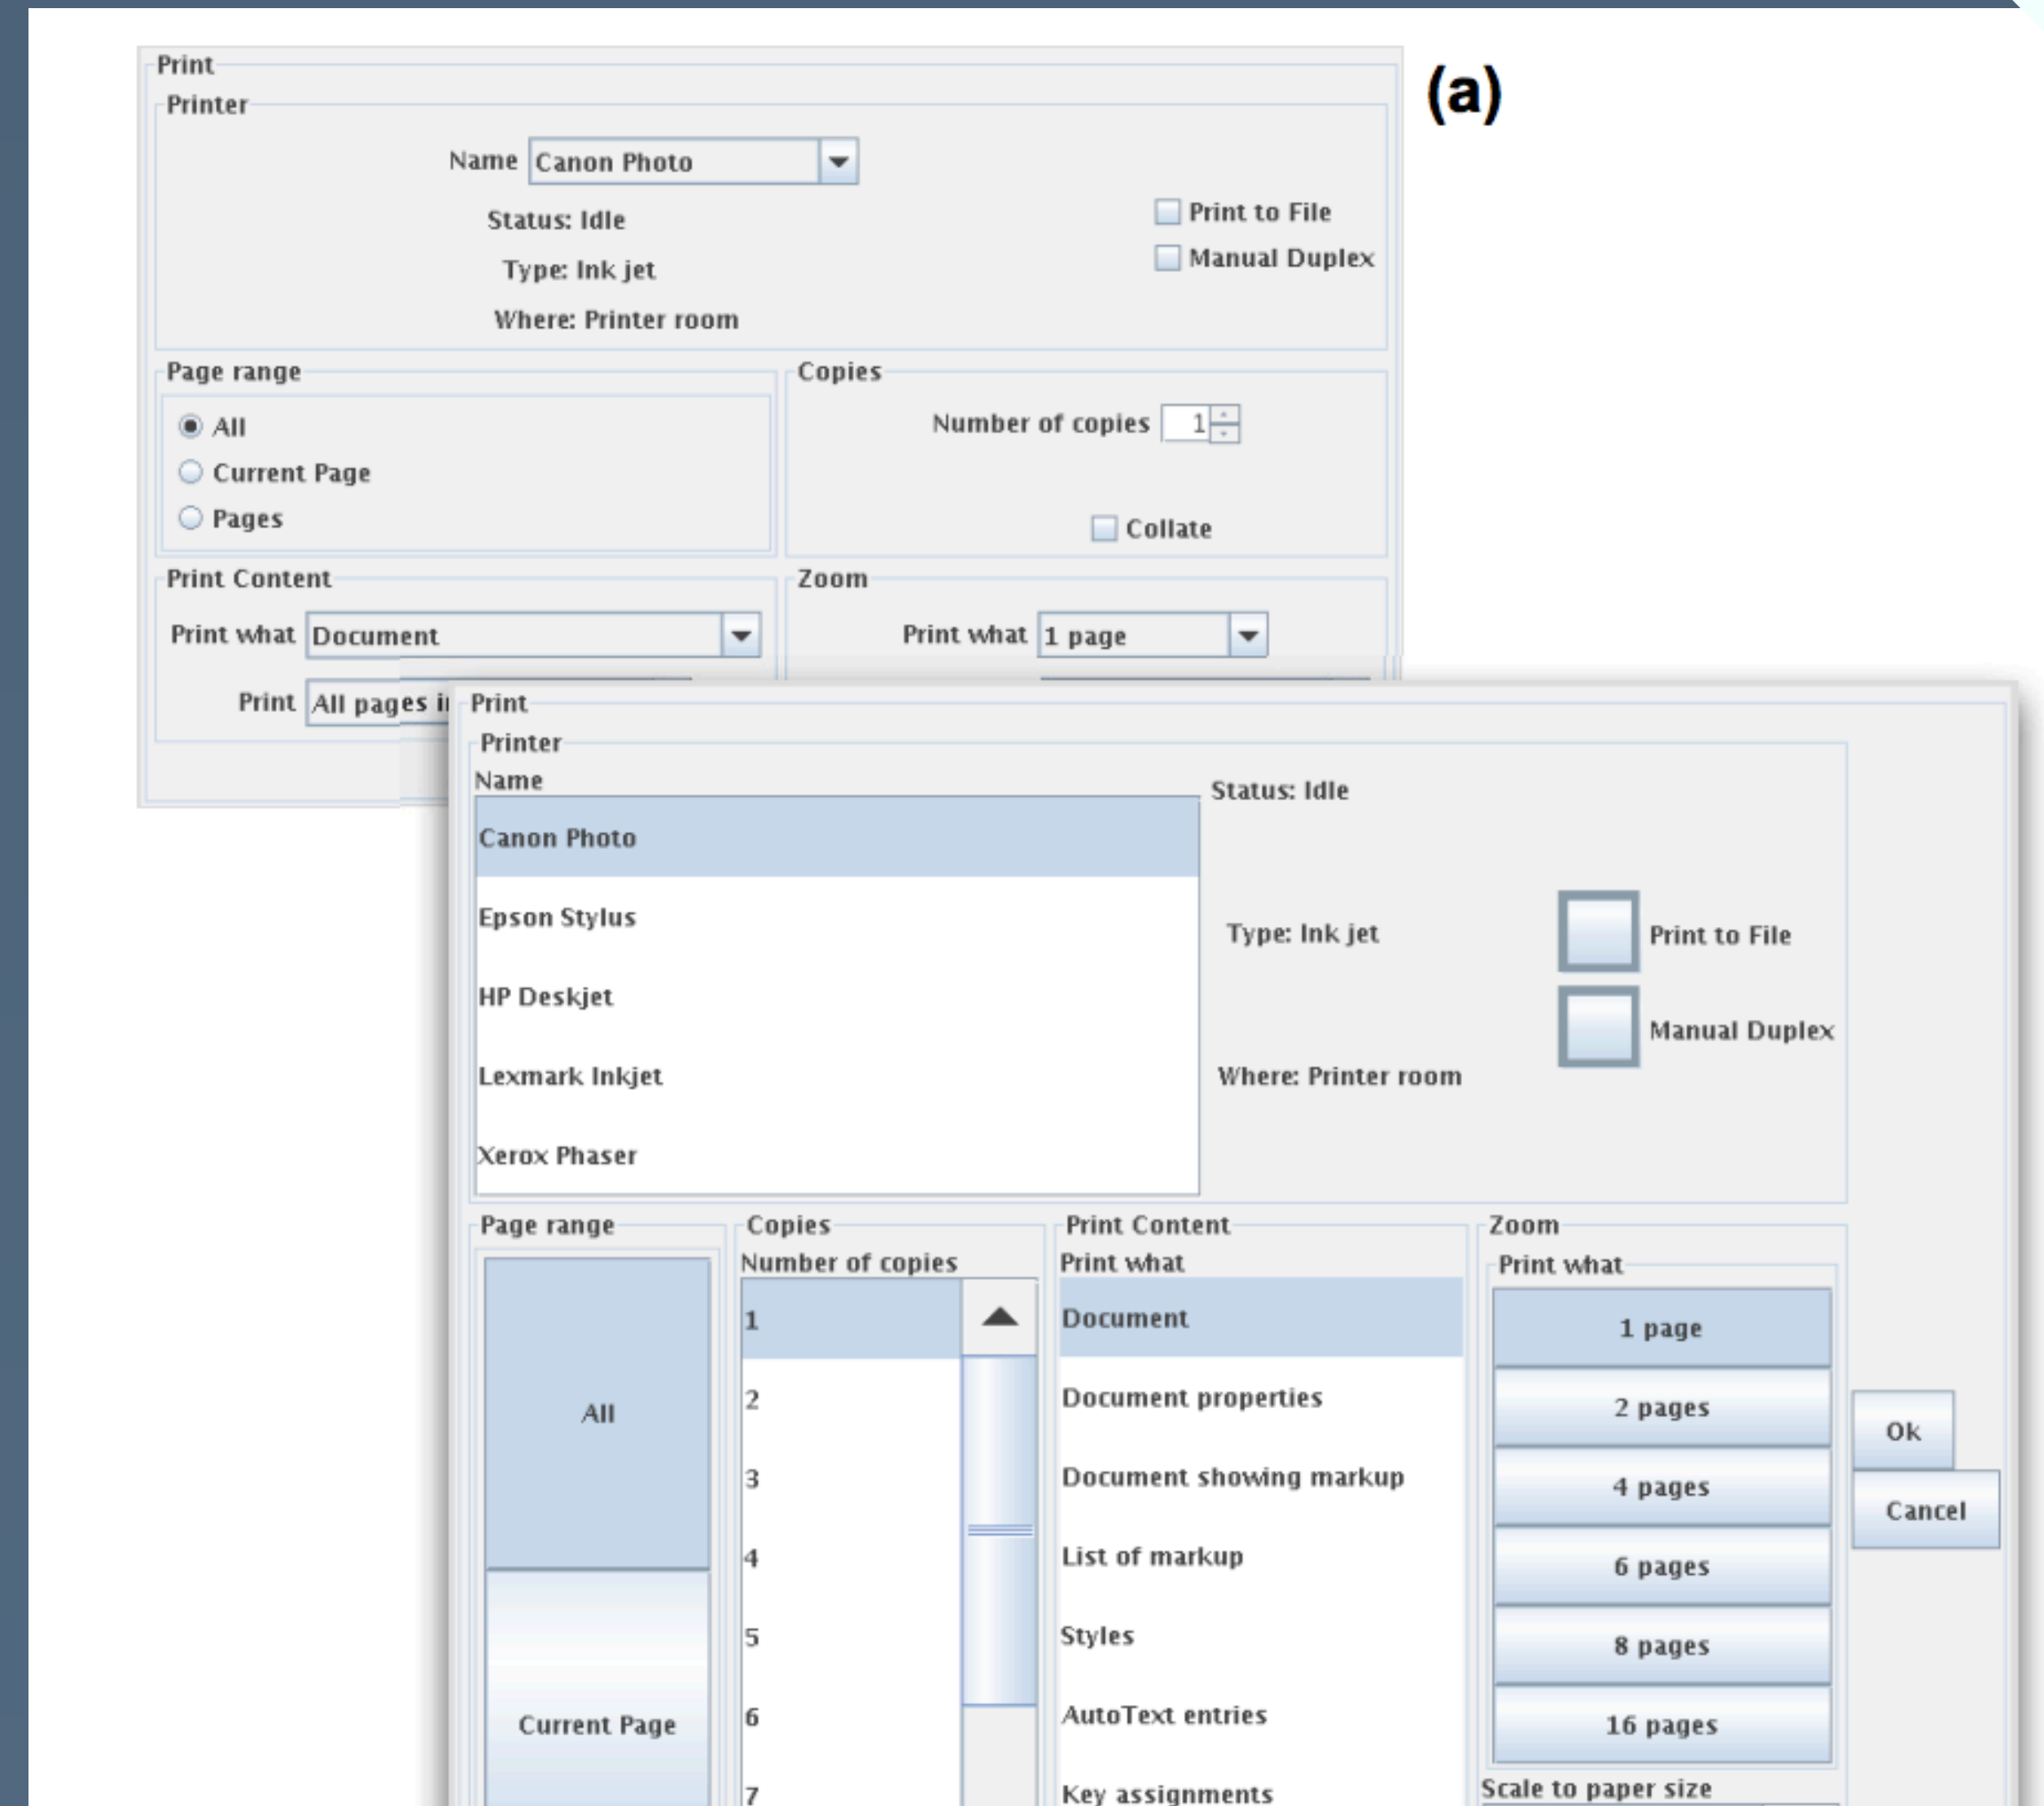 (a)
Print
Printer
Name Canon Photo
Status: Idle
Type: Ink jet
Where: Printer room
Print to File
Manual Duplex
Page range
All
Current Page
Pages
Copies
Number of copies 1
Collate
Print Content
Print what Document
Print All pages
Zoom
Print what 1 page
Print
Printer
Name
Canon Photo
Epson Stylus
HP Deskjet
Lexmark Inkjet
Xerox Phaser
Status: Idle
Type: Ink jet
Where: Printer room
Print to File
Manual Duplex
Page range
All
Current Page
Copies
Number of copies
1
2
3
4
5
6
7
Print Content
Print what
Document
Document properties
Document showing markup
List of markup
Styles
AutoText entries
Key assignments
Zoom
Print what
1 page
2 pages
4 pages
6 pages
8 pages
16 pages
Scale to paper size
Ok
Cancel